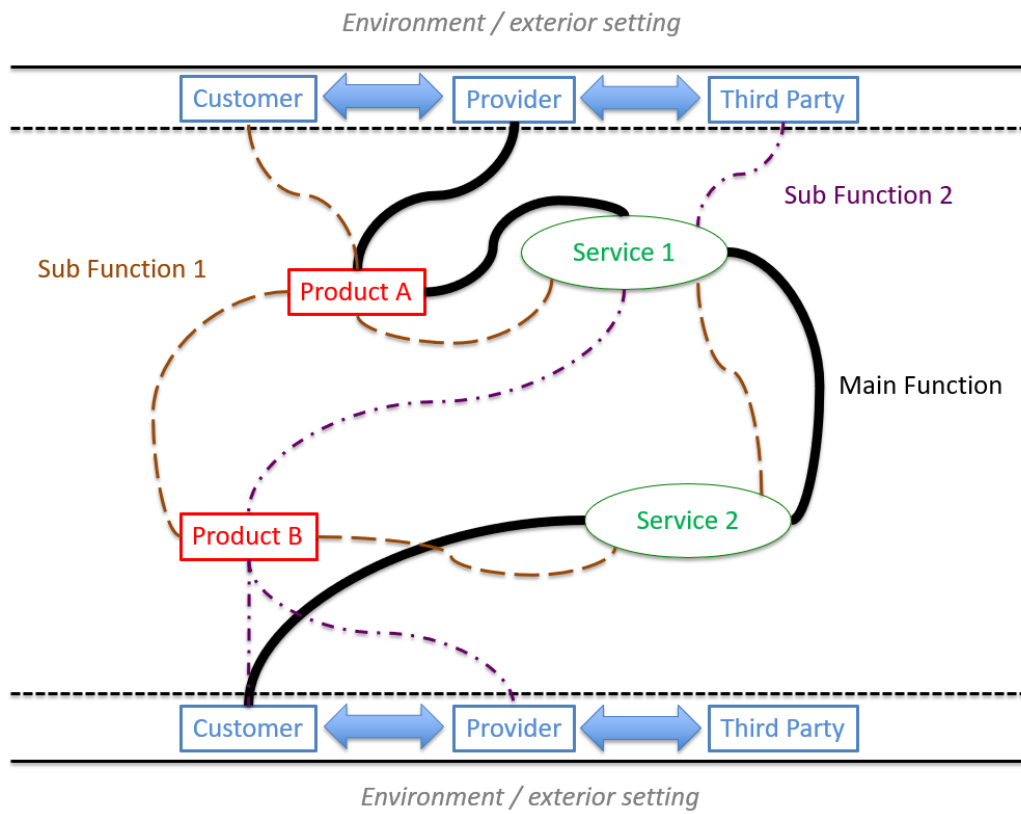 Environment / exterior setting
Customer
Provider
Third Party
Sub Function 2
Service 1
Sub Function 1
Product A
Main Function
Service 2
Product B
Customer
Provider
Third Party
Environment / exterior setting